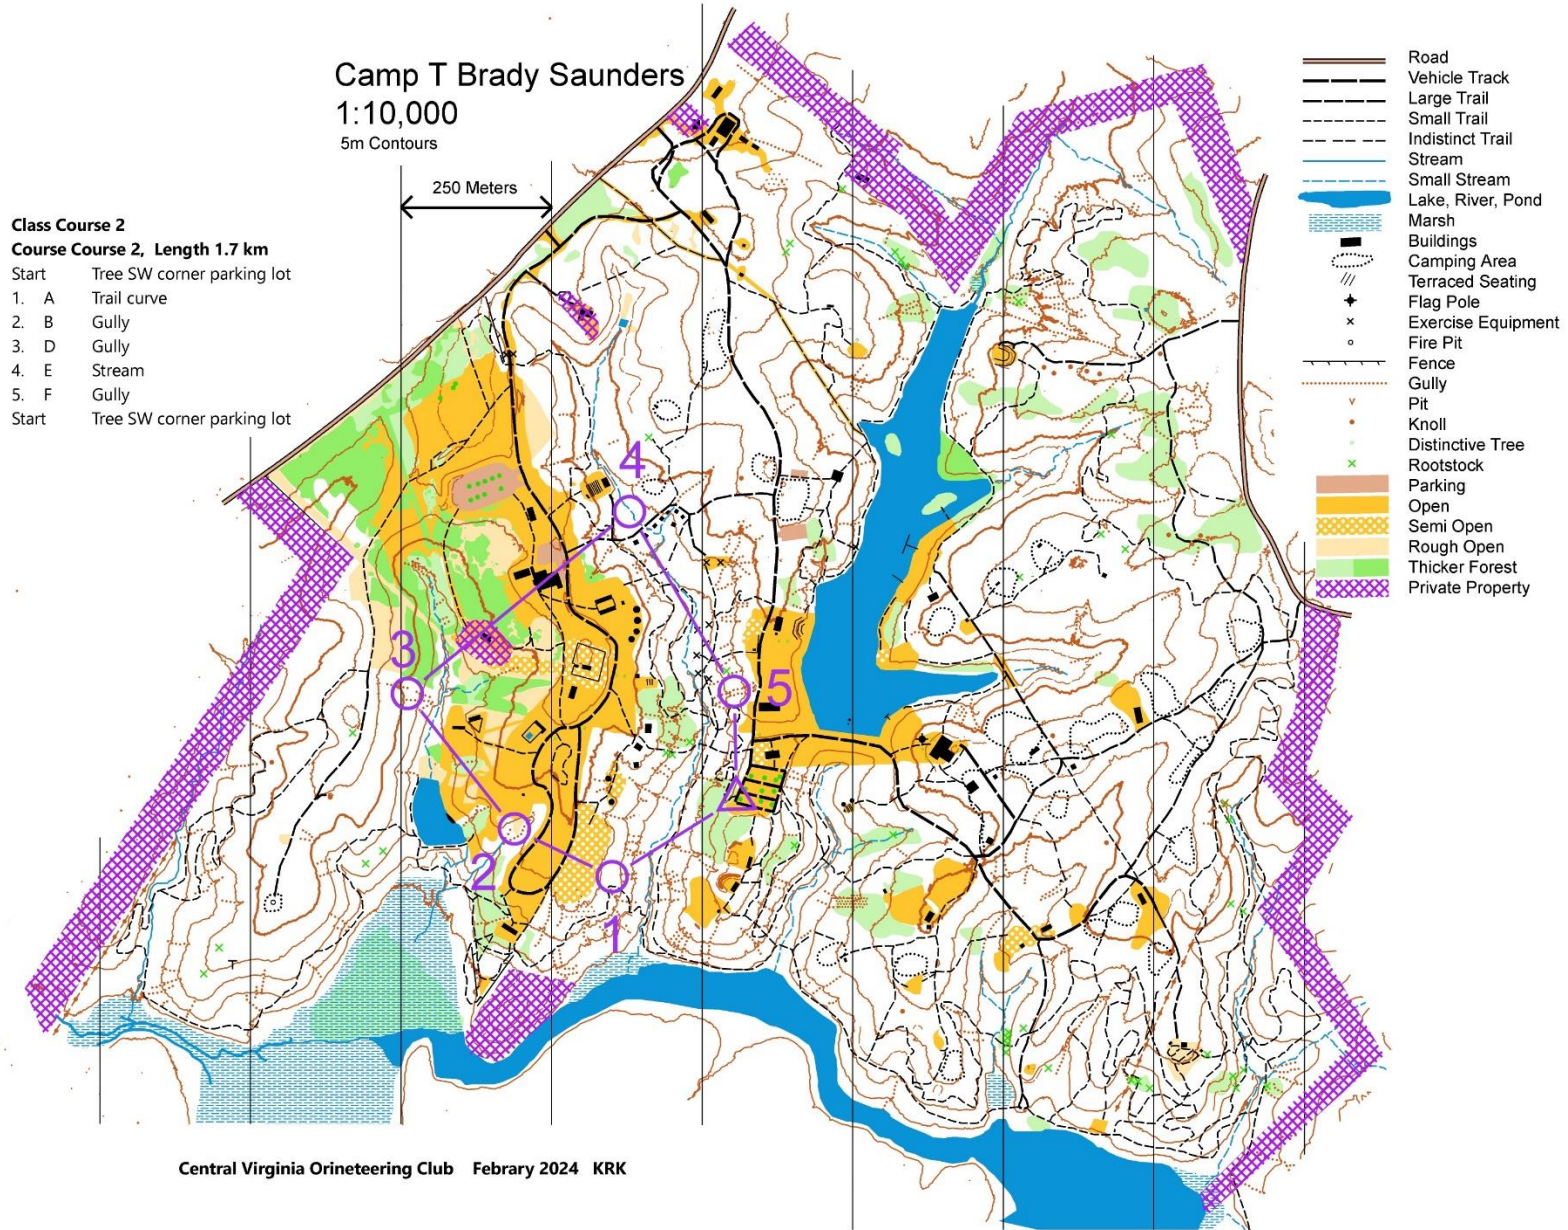 Camp T Brady Saunders
1:10,000
5m Contours
250 Meters
Class Course 2
Course Course 2, Length 1.7 km
Start Tree SW corner parking lot
1. A Trail curve
2. B Gully
3. D Gully
4. E Stream
5. F Gully
Start Tree SW corner parking lot
Road
Vehicle Track
Large Trail
Small Trail
Indistinct Trail
Stream
Small Stream
Lake, River, Pond
Marsh
Buildings
Camping Area
Terraced Seating
Flag Pole
Exercise Equipment
Fire Pit
Fence
Gully
Pit
Knoll
Distinctive Tree
Rootstock
Parking
Open
Semi Open
Rough Open
Thicker Forest
Private Property
4
3
5
2
1
Central Virginia Orineteering Club Febrary 2024 KRK